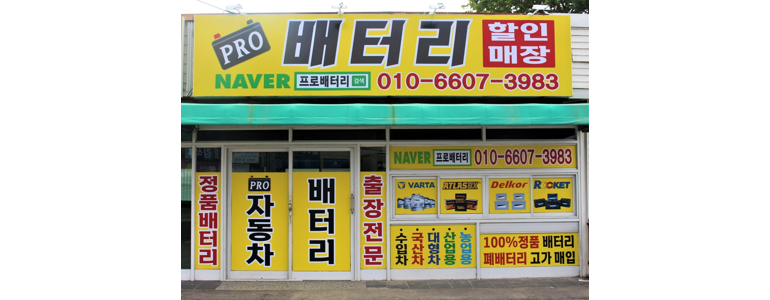 PRO 배터리 할인
매장
NAVER 프로배터리 검색 010-6607-3983
NAVER 프로배터리 010-6607-3983
정품배터리
PRO
자동차
배터리
출장전문
VARTA ATLASBX Delkor ROCKET
수입차
국산차
대형차
산업용
농업용
100%정품 배터리
폐배터리 고가 매입